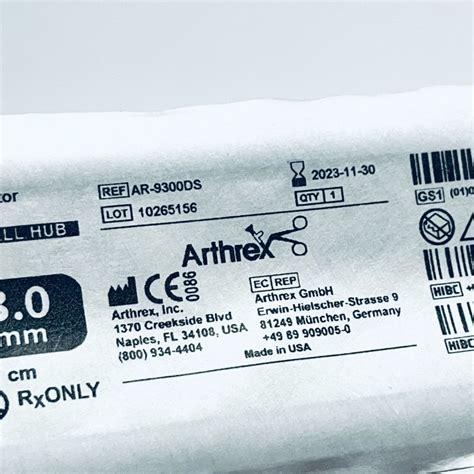 tor
LL HUB
3.0
mm
cm
RxONLY
REF AR-9300DS
LOT 10265156
2023-11-30
QTY 1
Arthrex
CE
0086
Arthrex, Inc.
1370 Creekside Blvd
Naples, FL 34108, USA
(800) 934-4404
EC REP
Arthrex GmbH
Erwin-Hielscher-Strasse 9
81249 München, Germany
+49 89 909005-0
Made in USA
GS1 (01)0
HIBC
HIBC